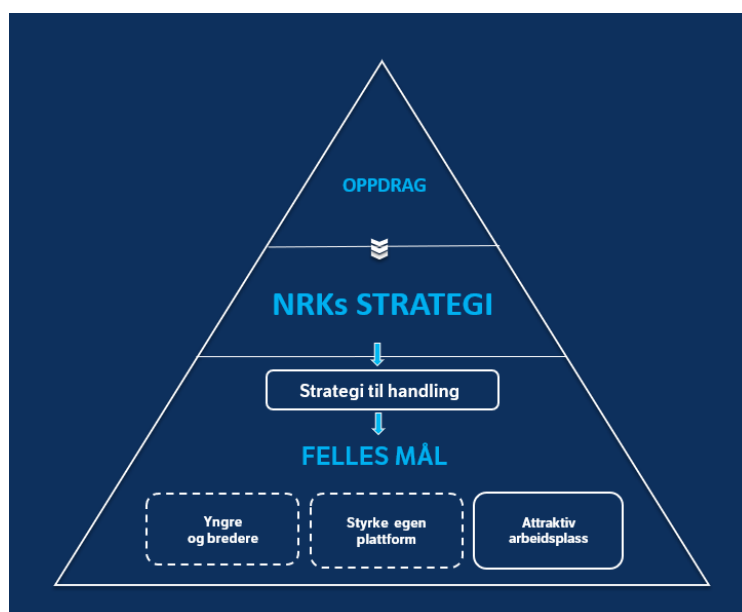 OPPDRAG
NRKs STRATEGI
Strategi til handling
FELLES MÅL
Yngre
og bredere
Styrke egen
plattform
Attraktiv
arbeidsplass